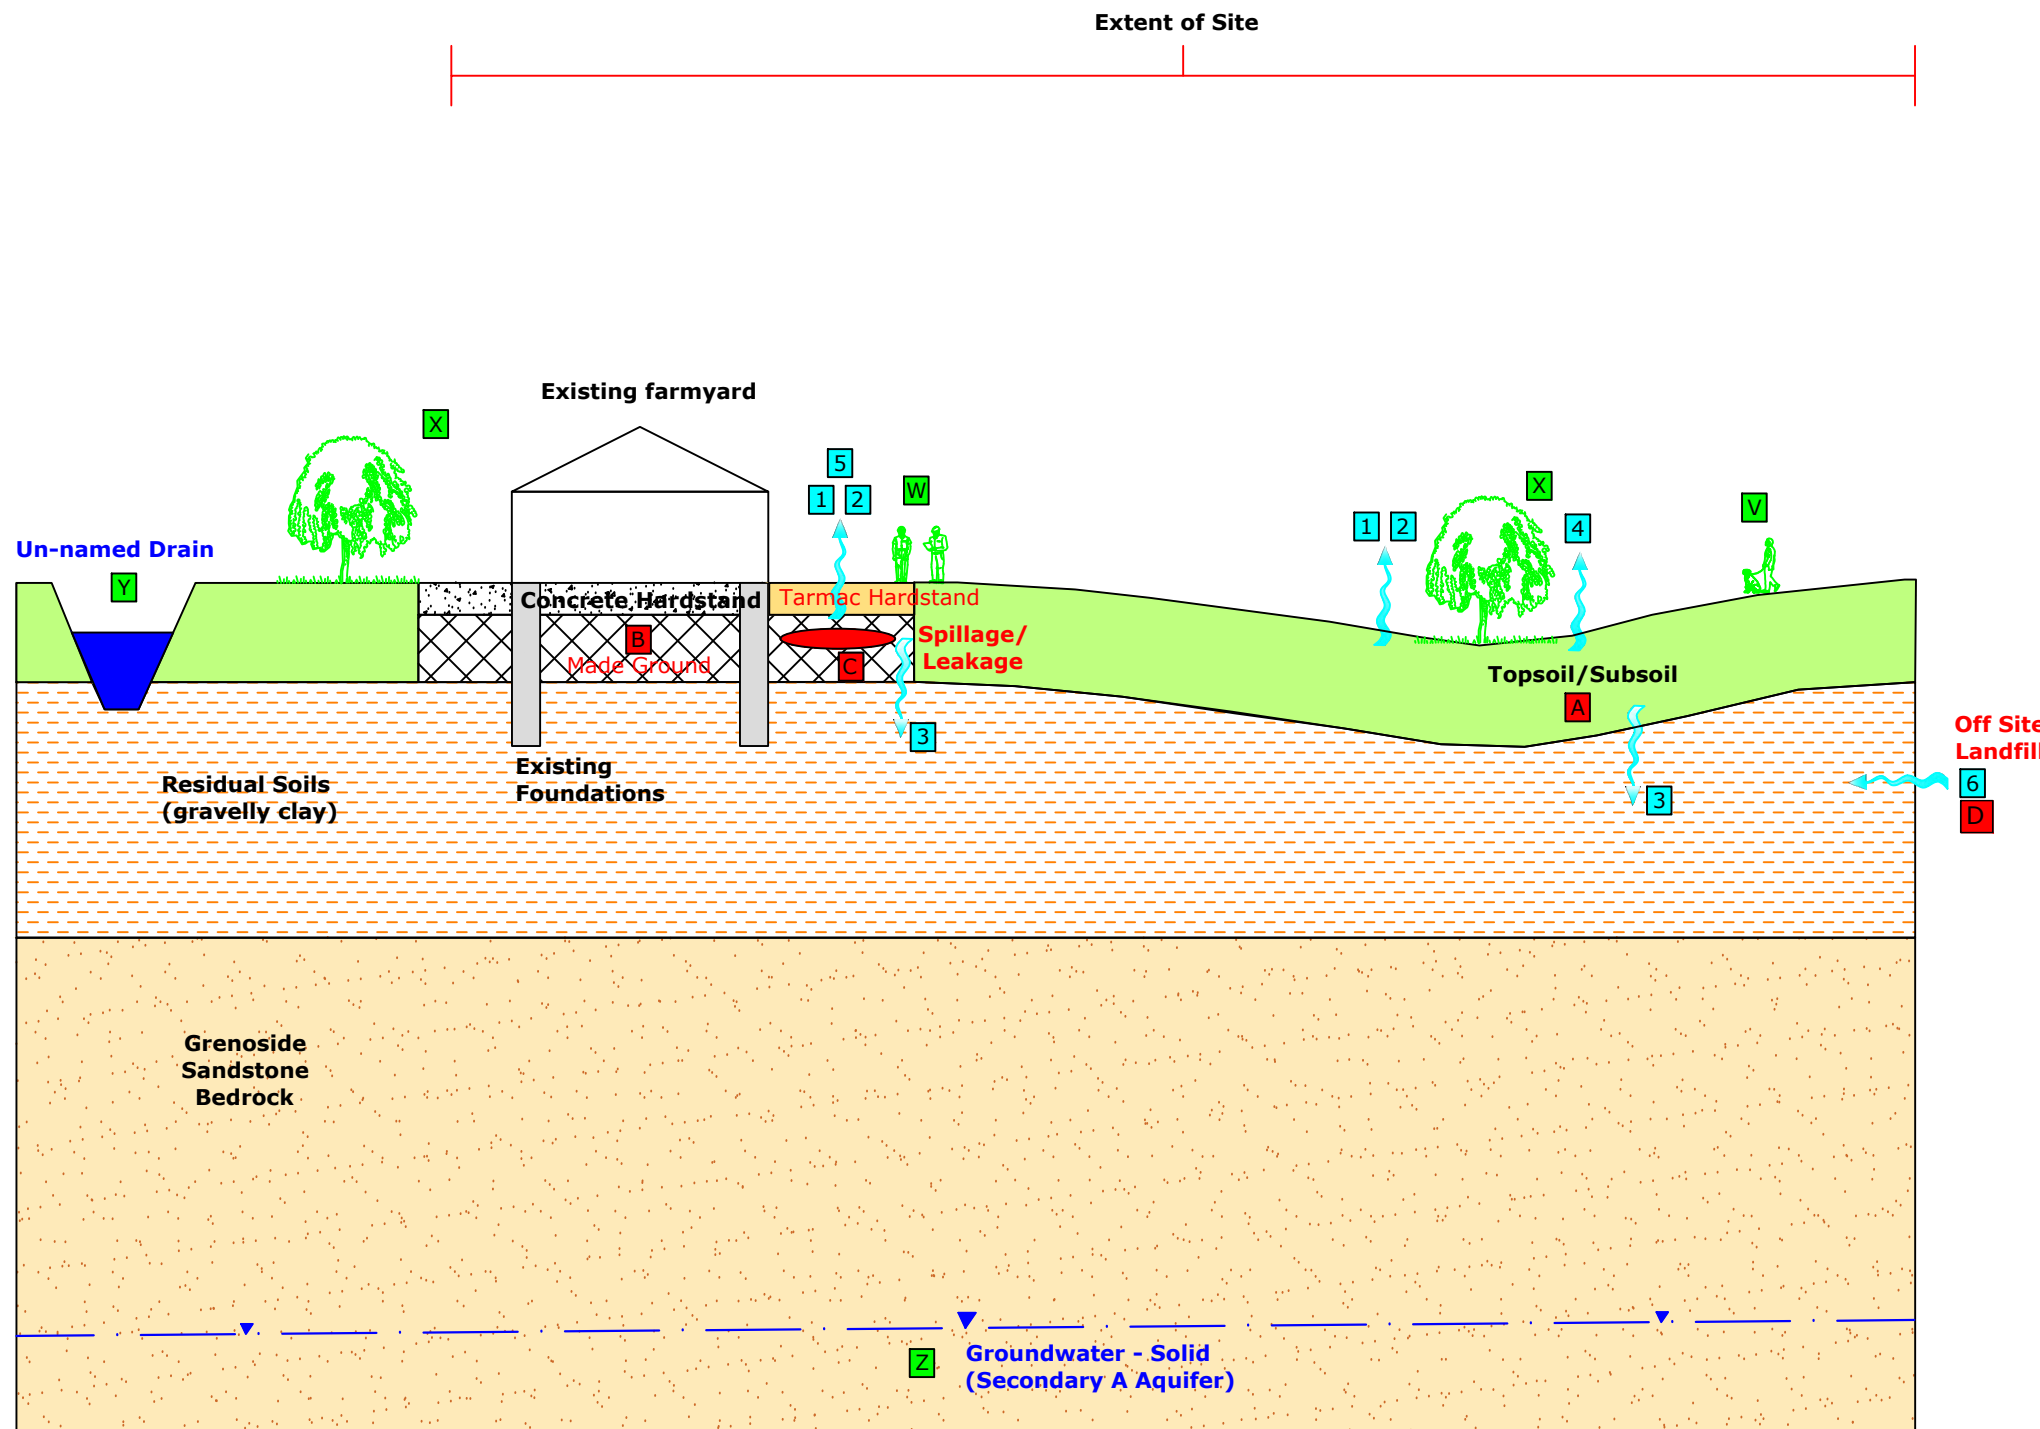 Extent of Site
Existing farmyard
X
5
1 2
W
X
1 2
4
V
Un-named Drain
Y
Concrete Hardstand
Tarmac Hardstand
B
Made Ground
Spillage/
Leakage
C
Topsoil/Subsoil
A
3
Off Site
Landfill
6
D
Existing
Foundations
Residual Soils
(gravelly clay)
3
Grenoside
Sandstone
Bedrock
Z
Groundwater - Solid
(Secondary A Aquifer)